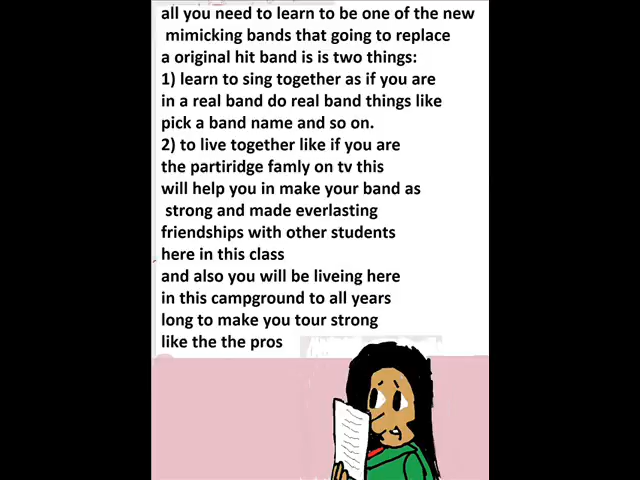 all you need to learn to be one of the new
mimicking bands that going to replace
a original hit band is is two things:
1) learn to sing together as if you are
in a real band do real band things like
pick a band name and so on.
2) to live together like if you are
the partiridge famly on tv this
will help you in make your band as
strong and made everlasting
friendships with other students
here in this class
and also you will be liveing here
in this campground to all years
long to make you tour strong
like the the pros